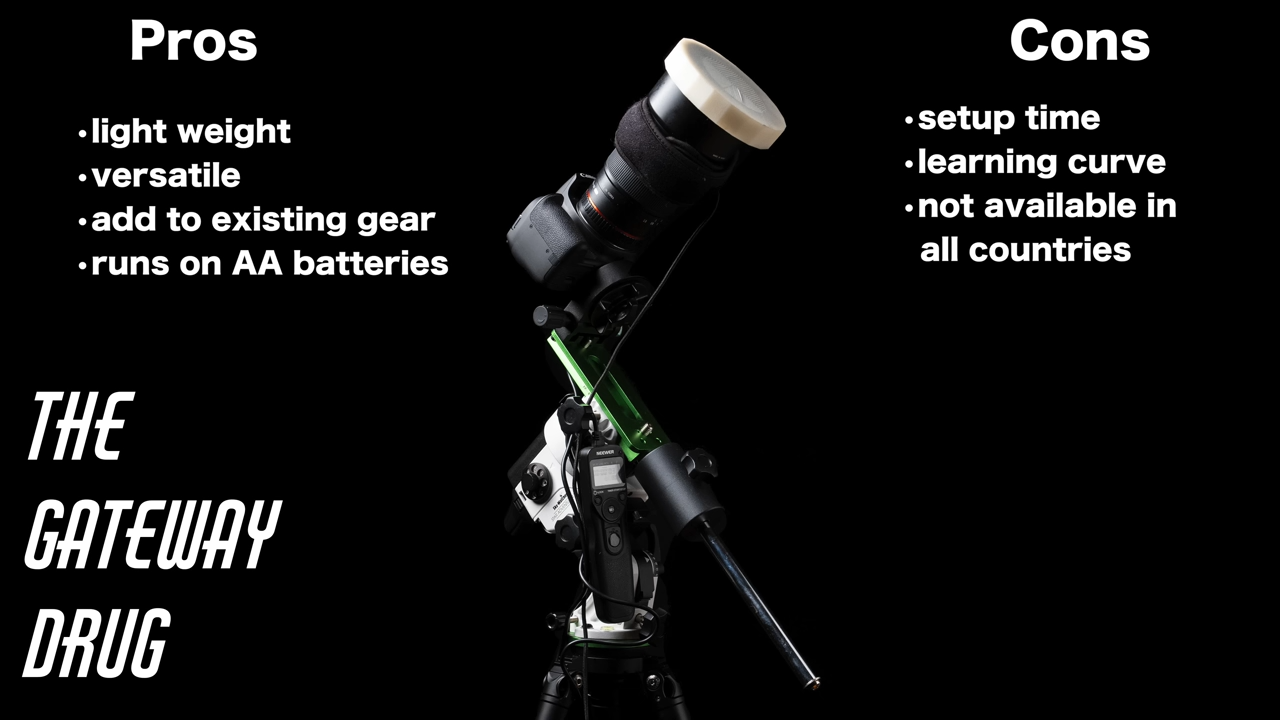 Pros
•light weight
•versatile
•add to existing gear
•runs on AA batteries
Cons
•setup time
•learning curve
•not available in
all countries
THE
GATEWAY
DRUG
NEEWER